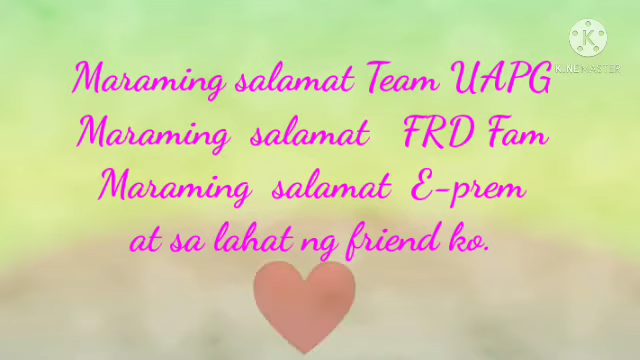 KINEMASTER
Maraming salamat Team UAPG
Maraming salamat FRD Fam
Maraming salamat E-prem
at sa lahat ng friend ko.